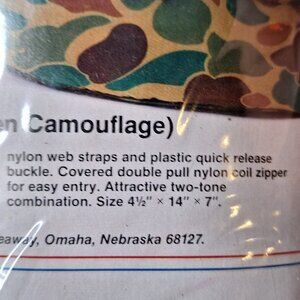 en Camouflage)
nylon web straps and plastic quick release
buckle. Covered double pull nylon coil zipper
for easy entry. Attractive two-tone
combination. Size 4½" × 14" × 7".
eaway, Omaha, Nebraska 68127.